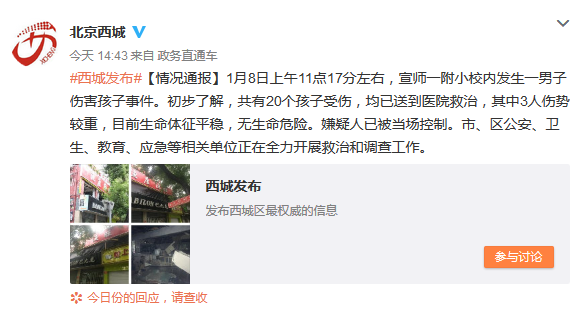 北京西城
今天 14:43 来自 政务直通车
#西城发布#【情况通报】1月8日上午11点17分左右，宣师一附小校内发生一男子
伤害孩子事件。初步了解，共有20个孩子受伤，均已送到医院救治，其中3人伤势
较重，目前生命体征平稳，无生命危险。嫌疑人已被当场控制。市、区公安、卫
生、教育、应急等相关单位正在全力开展救治和调查工作。
西城发布
发布西城区最权威的信息
参与讨论
今日份的回应，请查收